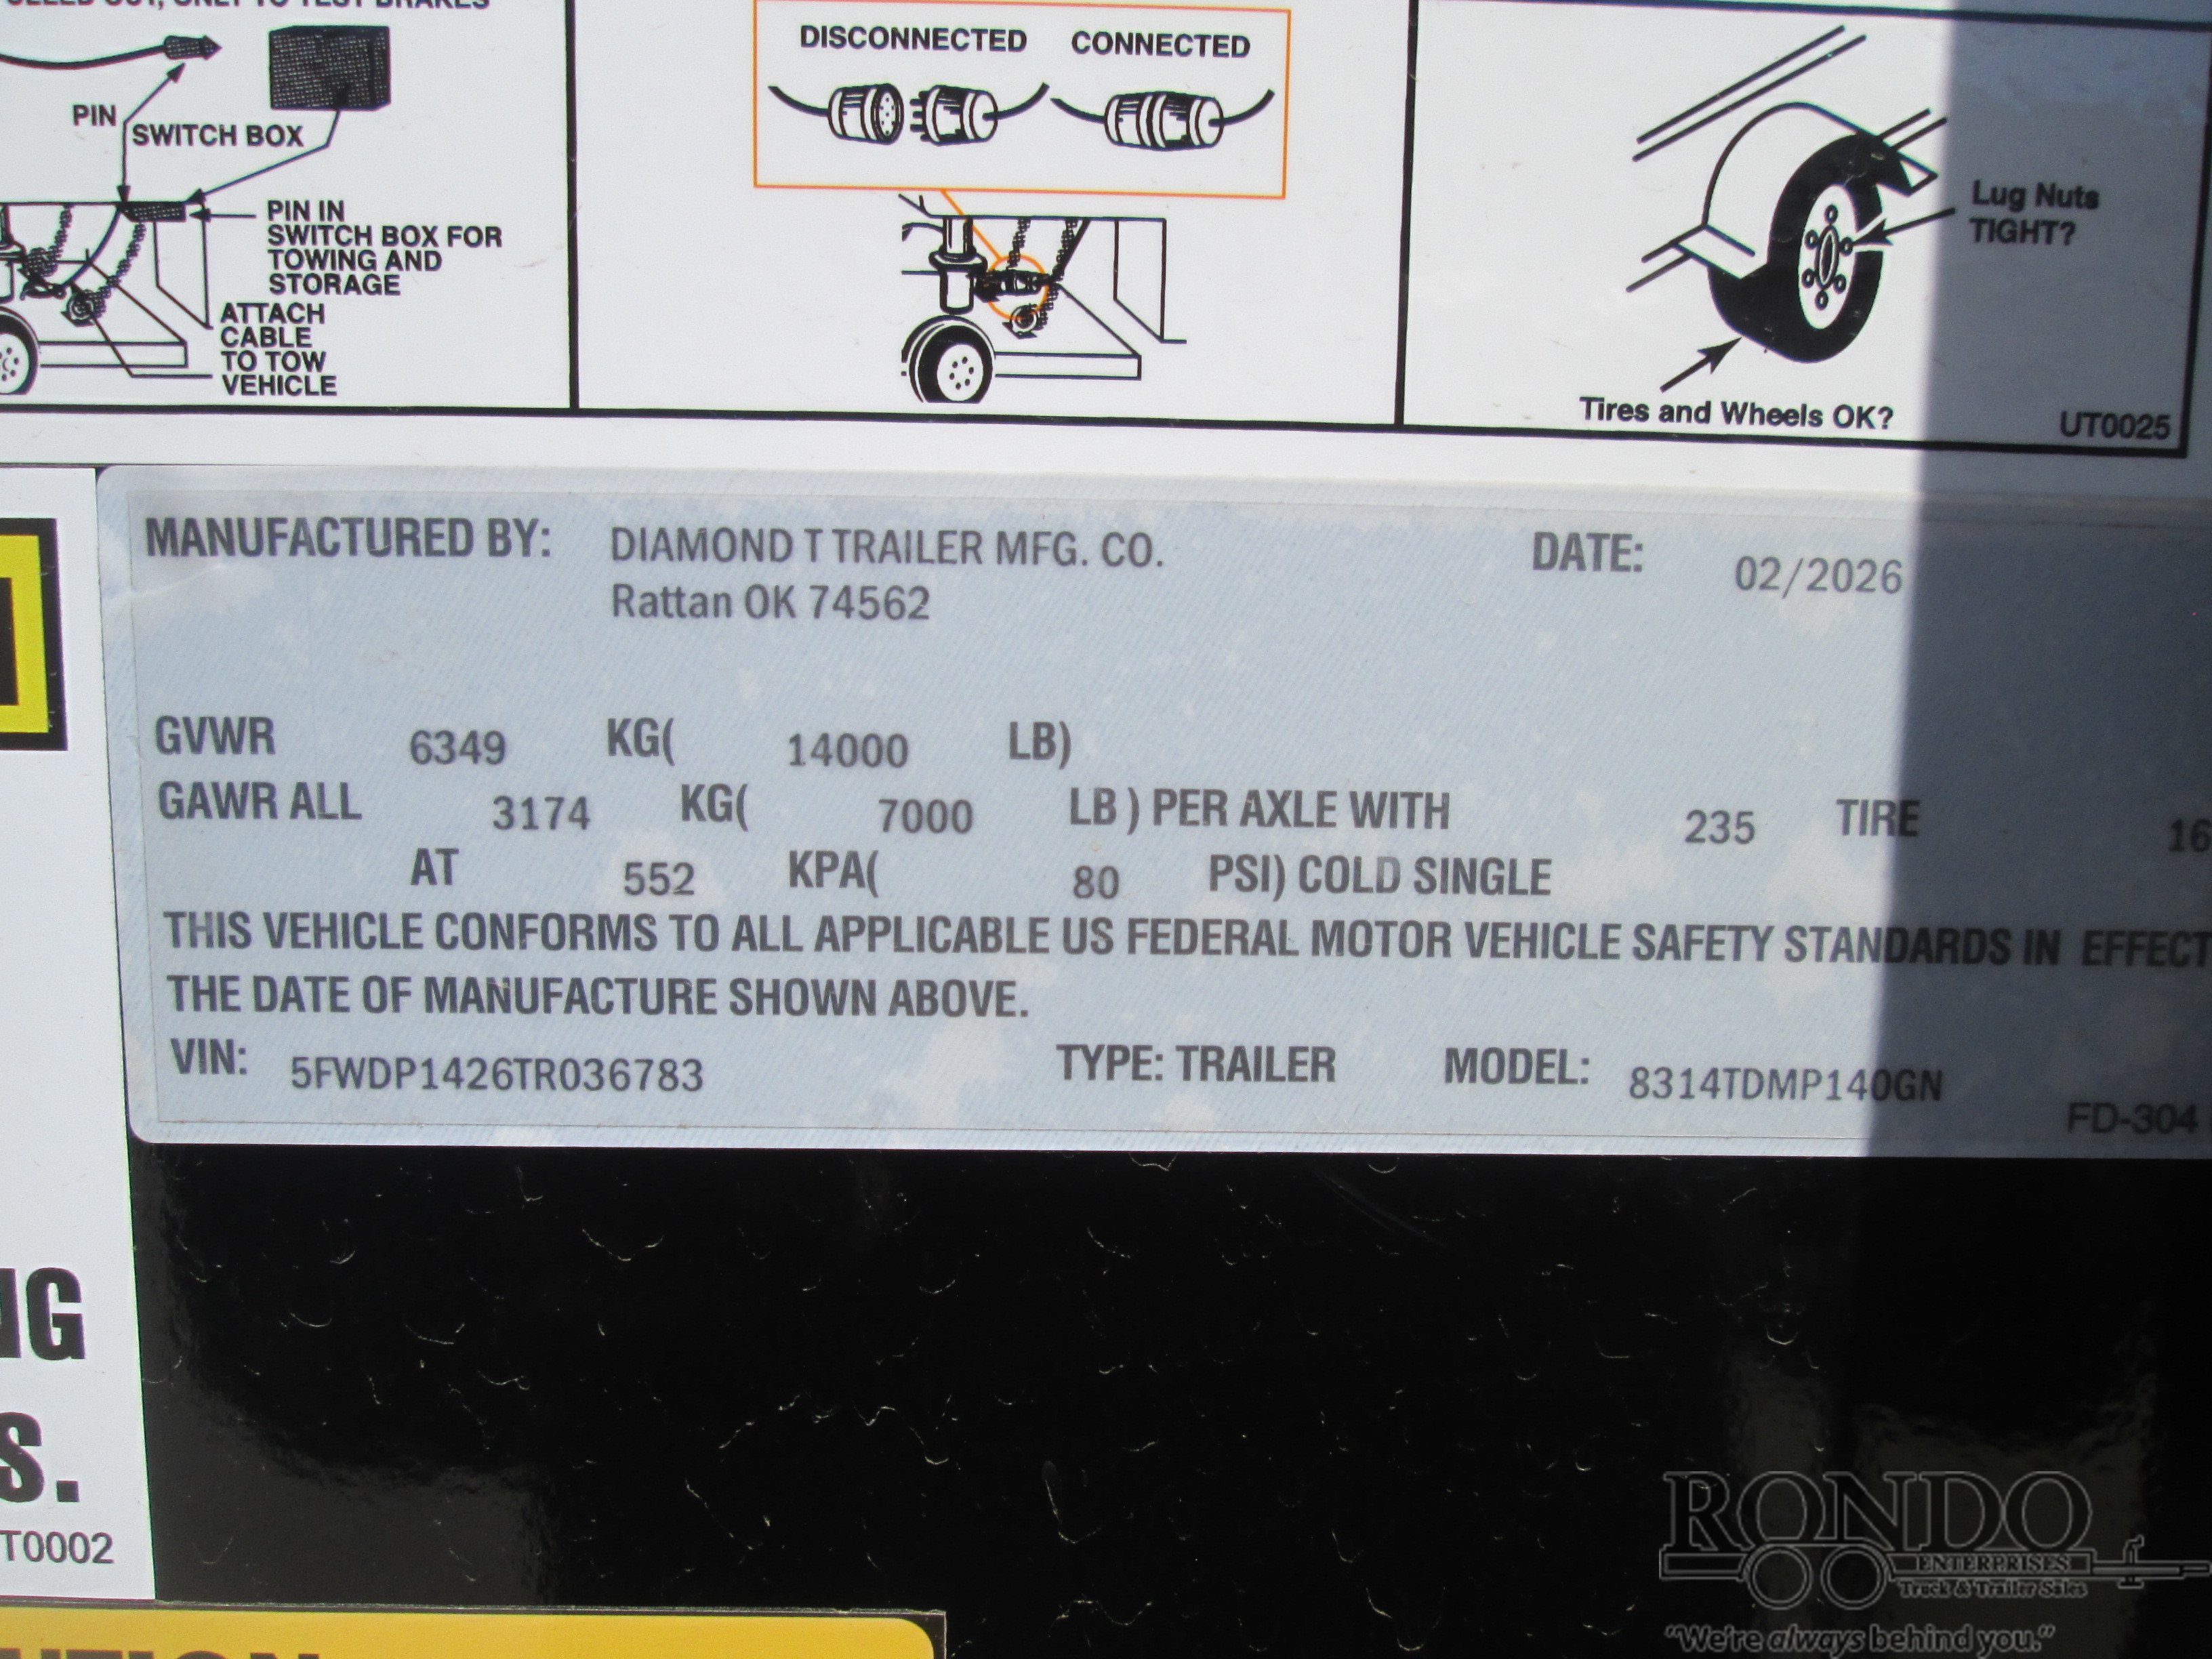 DISCONNECTED CONNECTED
PIN
SWITCH BOX
PIN IN
SWITCH BOX FOR
TOWING AND
STORAGE
ATTACH
CABLE
TO TOW
VEHICLE
Lug Nuts
TIGHT?
Tires and Wheels OK?
UT0025
MANUFACTURED BY: DIAMOND T TRAILER MFG. CO. DATE: 02/2026
Rattan OK 74562
GVWR 6349 KG( 14000 LB)
GAWR ALL 3174 KG( 7000 LB ) PER AXLE WITH 235 TIRE 16
AT 552 KPA( 80 PSI) COLD SINGLE
THIS VEHICLE CONFORMS TO ALL APPLICABLE US FEDERAL MOTOR VEHICLE SAFETY STANDARDS IN EFFECT
THE DATE OF MANUFACTURE SHOWN ABOVE.
VIN: 5FWDP1426TR036783 TYPE: TRAILER MODEL: 8314TDMP140GN
FD-304
S.
T0002
RONDO
ENTERPRISES
Truck & Trailer Sales
"We're always behind you."